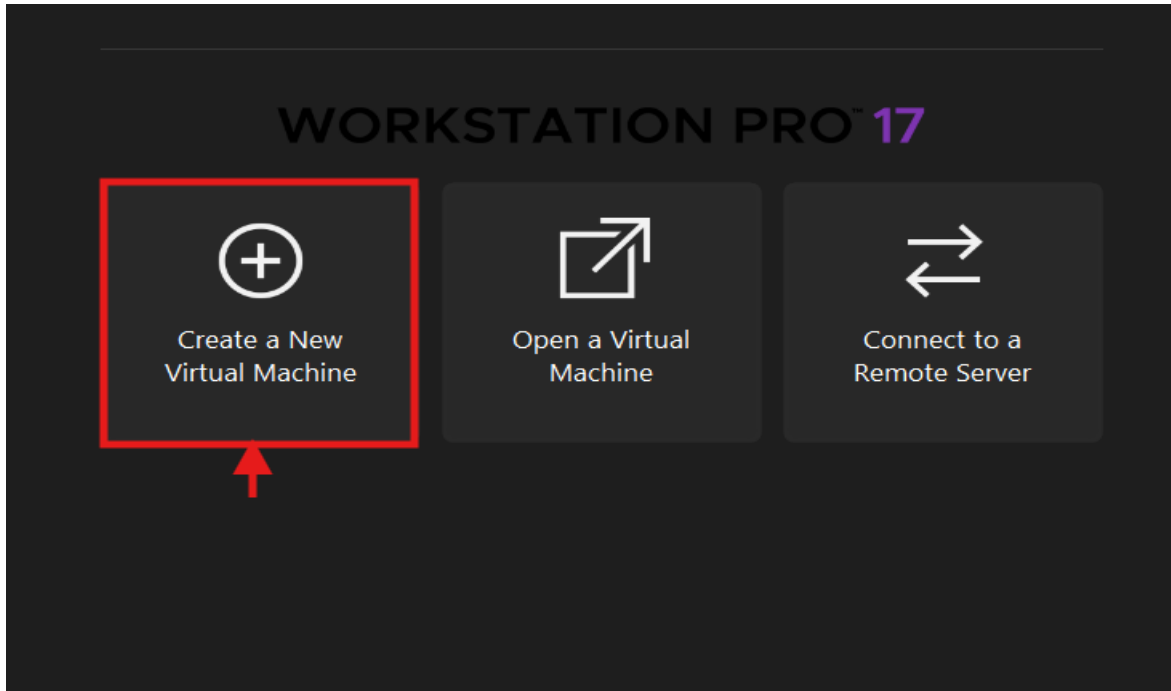 WORKSTATION PRO™ 17
Create a New
Virtual Machine
Open a Virtual
Machine
Connect to a
Remote Server